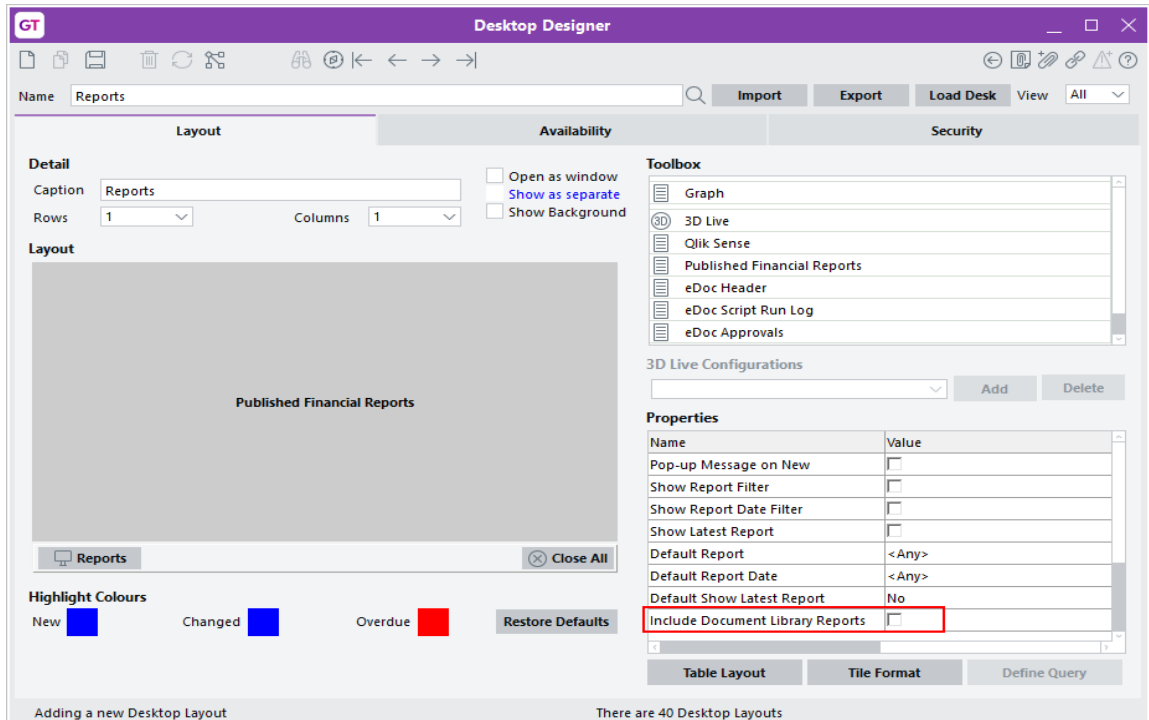 GT
Desktop Designer
Name
Reports
Import
Export
Load Desk
View
All
Layout
Availability
Security
Detail
Caption
Reports
Rows
1
Columns
1
Open as window
Show as separate
Show Background
Layout
Published Financial Reports
Reports
Close All
Highlight Colours
New
Changed
Overdue
Restore Defaults
Toolbox
Graph
3D
3D Live
Qlik Sense
Published Financial Reports
eDoc Header
eDoc Script Run Log
eDoc Approvals
3D Live Configurations
Add
Delete
Properties
Name
Value
Pop-up Message on New
Show Report Filter
Show Report Date Filter
Show Latest Report
Default Report
<Any>
Default Report Date
<Any>
Default Show Latest Report
No
Include Document Library Reports
Table Layout
Tile Format
Define Query
Adding a new Desktop Layout
There are 40 Desktop Layouts